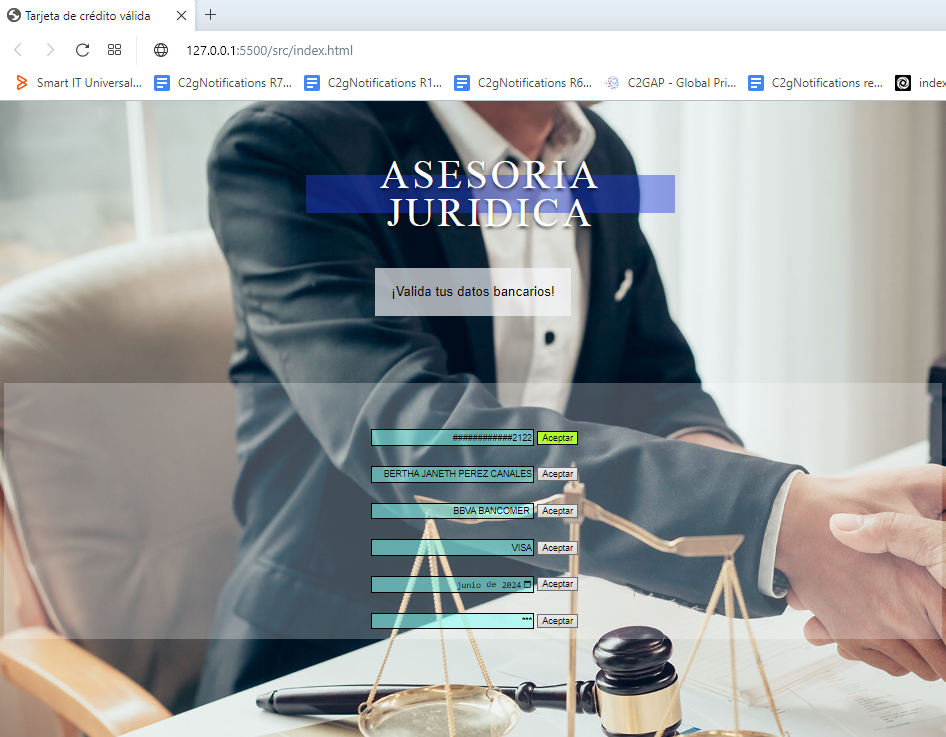 Tarjeta de crédito válida
127.0.0.1:5500/src/index.html
Smart IT Universal... C2gNotifications R7... C2gNotifications R1... C2gNotifications R6... C2GAP - Global Pri... C2gNotifications re... index
ASESORIA
JURIDICA
¡Valida tus datos bancarios!
############2122 Aceptar
BERTHA JANETH PEREZ CANALES Aceptar
BBVA BANCOMER Aceptar
VISA Aceptar
junio de 2024 Aceptar
*** Aceptar